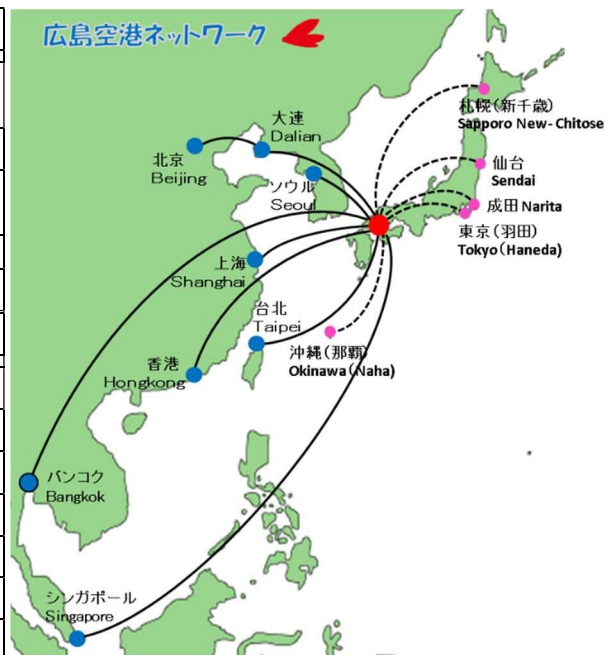 広島空港ネットワーク
札幌(新千歳)
Sapporo New-Chitose
大連
Dalian
北京
Beijing
仙台
Sendai
ソウル
Seoul
成田 Narita
東京(羽田)
Tokyo(Haneda)
上海
Shanghai
台北
Taipei
沖縄(那覇)
Okinawa(Naha)
香港
Hongkong
バンコク
Bangkok
シンガポール
Singapore